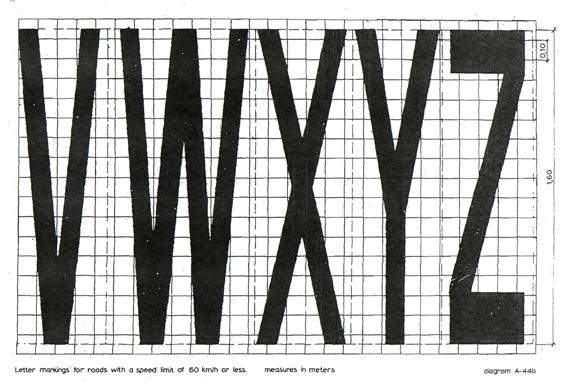 V W X Y Z
0,10
1,60
Letter markings for roads with a speed limit of 60 km/h or less. measures in meters
diagram A-44b